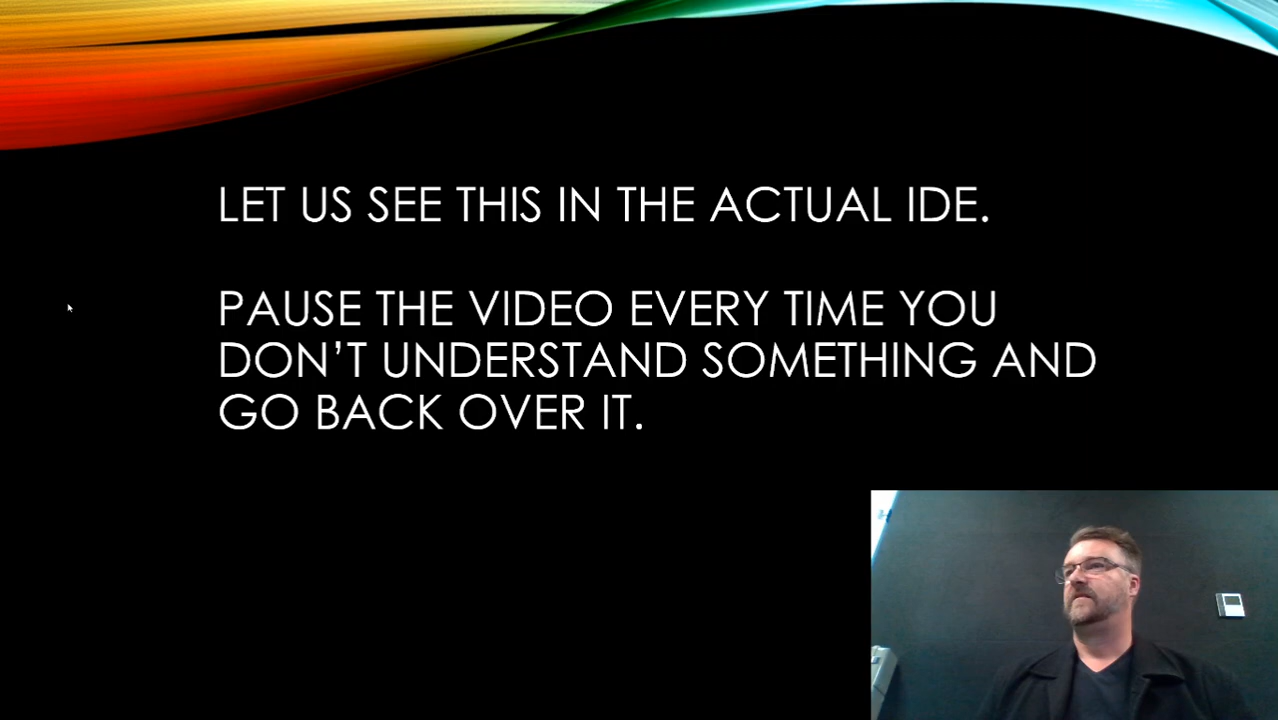 LET US SEE THIS IN THE ACTUAL IDE.
PAUSE THE VIDEO EVERY TIME YOU
DON’T UNDERSTAND SOMETHING AND
GO BACK OVER IT.